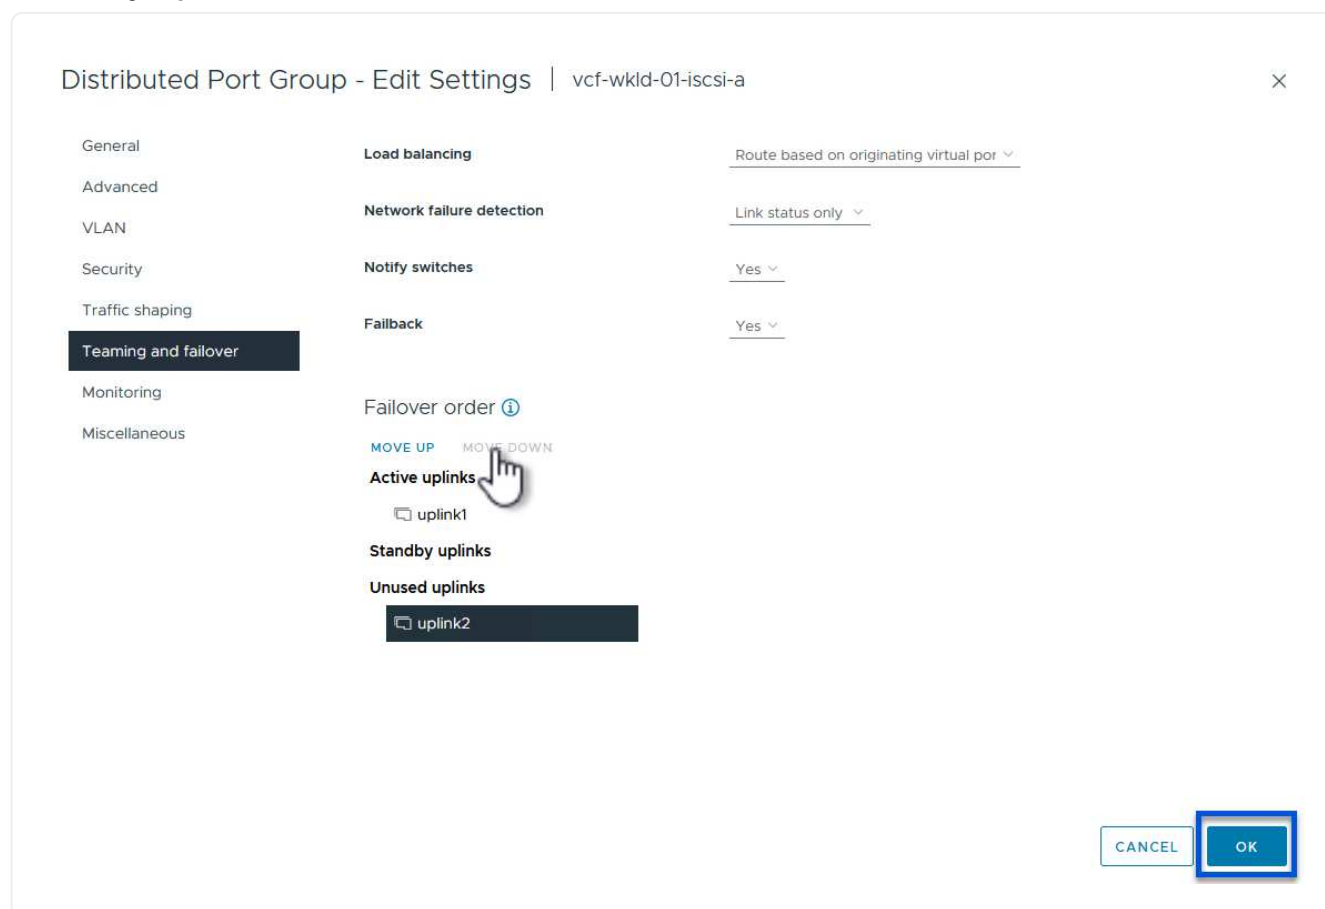 Distributed Port Group - Edit Settings | vcf-wkld-01-iscsi-a
General
Advanced
VLAN
Security
Traffic shaping
Teaming and failover
Monitoring
Miscellaneous
Load balancing Route based on originating virtual por
Network failure detection Link status only
Notify switches Yes
Failback Yes
Failover order
MOVE UP MOVE DOWN
Active uplinks
uplink1
Standby uplinks
Unused uplinks
uplink2
CANCEL OK